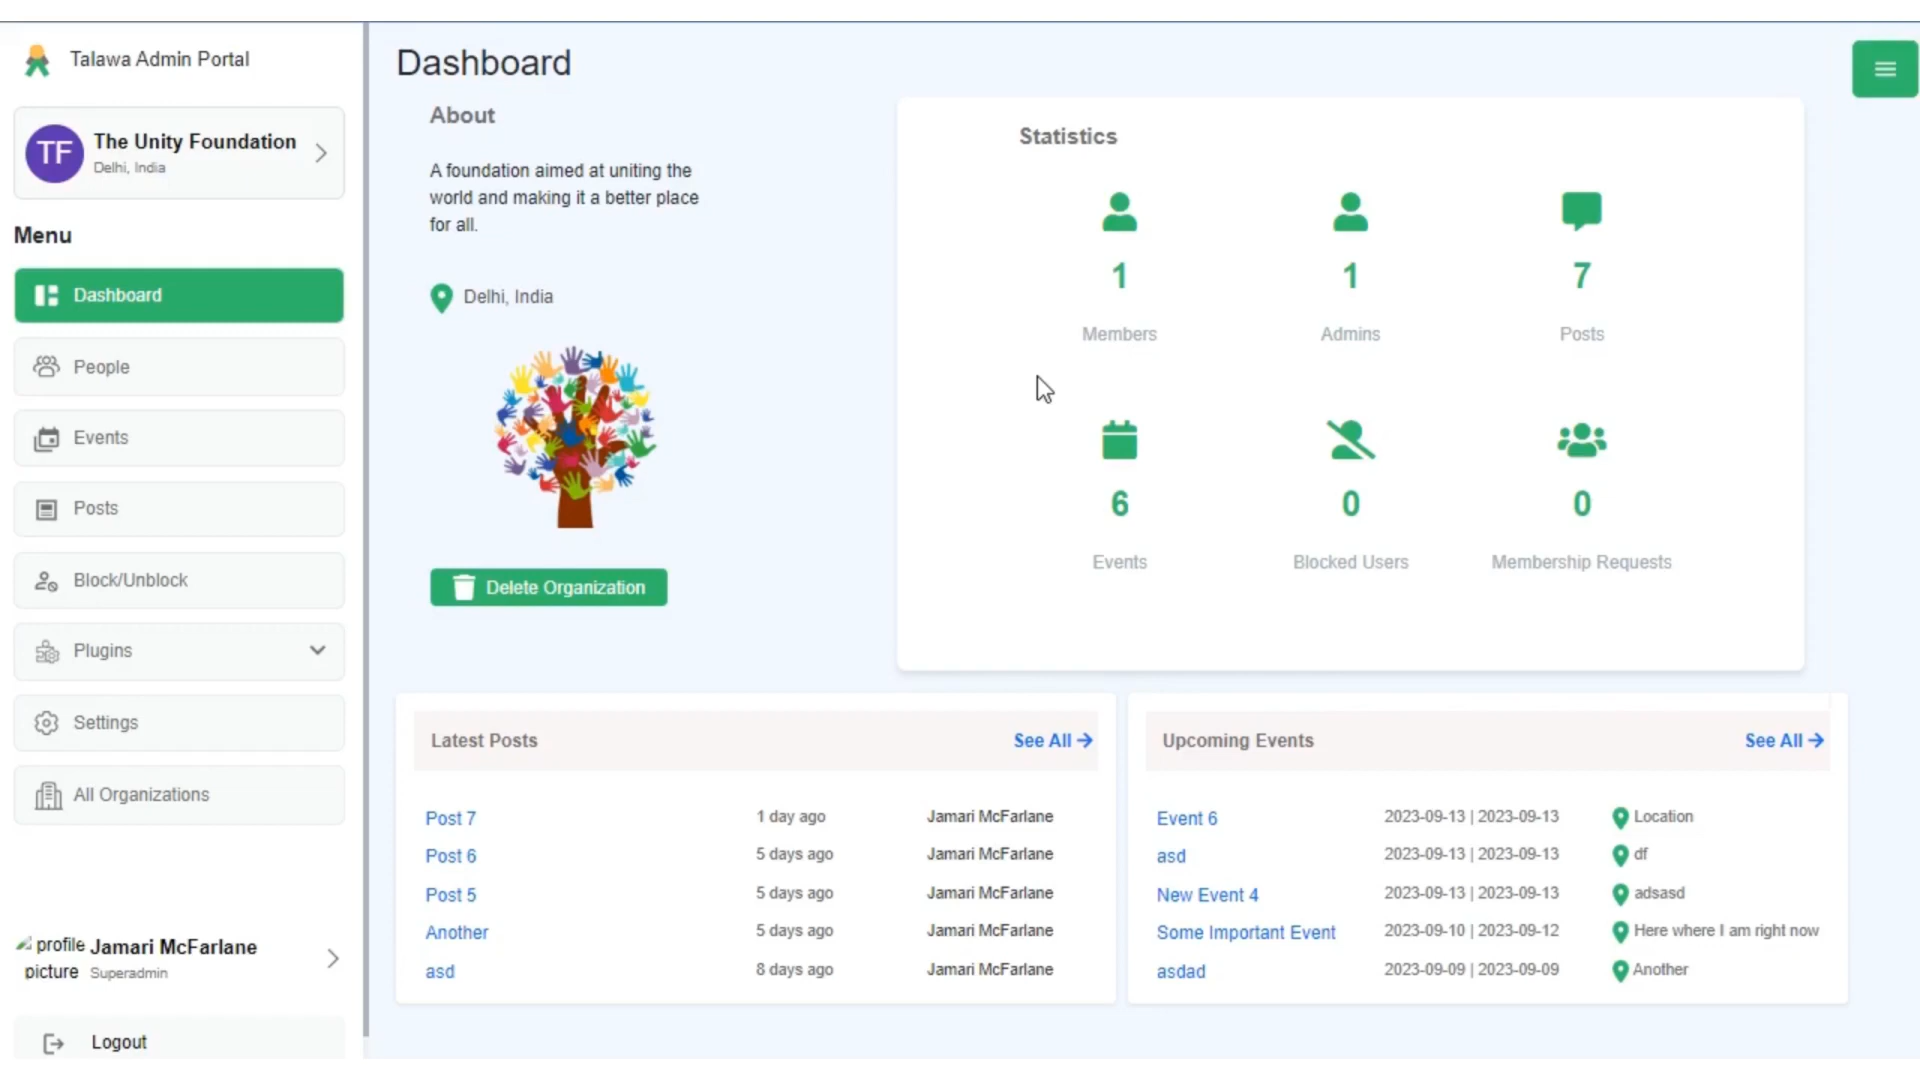 Talawa Admin Portal
TF
The Unity Foundation
Delhi, India
Menu
Dashboard
People
Events
Posts
Block/Unblock
Plugins
Settings
All Organizations
profile picture
Jamari McFarlane
Superadmin
Logout
Dashboard
About
A foundation aimed at uniting the
world and making it a better place
for all.
Delhi, India
Delete Organization
Statistics
1 1 7
Members Admins Posts
6 0 0
Events Blocked Users Membership Requests
Latest Posts See All
Post 7 1 day ago Jamari McFarlane
Post 6 5 days ago Jamari McFarlane
Post 5 5 days ago Jamari McFarlane
Another 5 days ago Jamari McFarlane
asd 8 days ago Jamari McFarlane
Upcoming Events See All
Event 6 2023-09-13 | 2023-09-13 Location
asd 2023-09-13 | 2023-09-13 df
New Event 4 2023-09-13 | 2023-09-13 adsasd
Some Important Event 2023-09-10 | 2023-09-12 Here where I am right now
asdad 2023-09-09 | 2023-09-09 Another